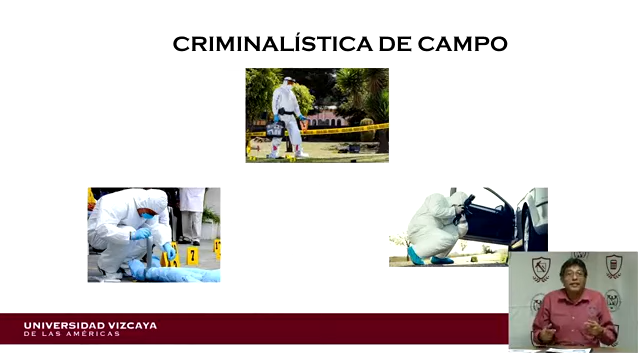 CRIMINALÍSTICA DE CAMPO
UNIVERSIDAD VIZCAYA
DE LAS AMÉRICAS